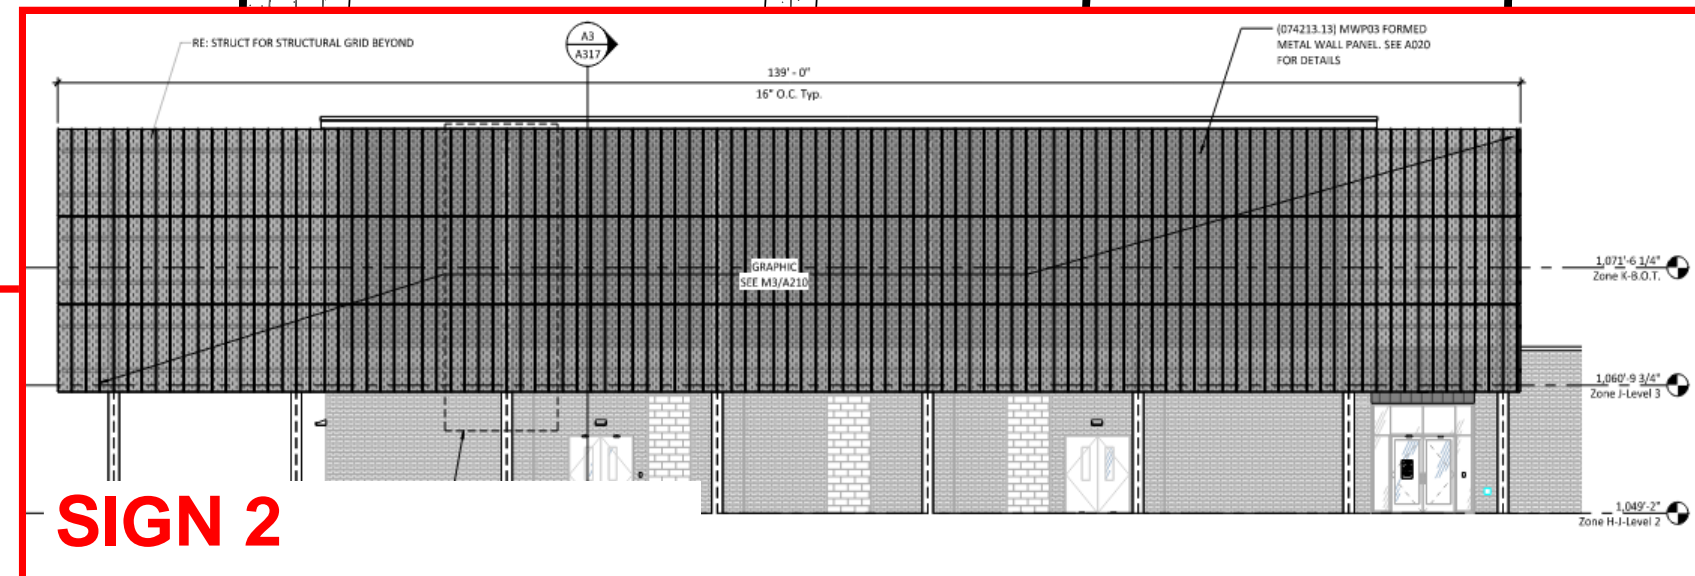 RE: STRUCT FOR STRUCTURAL GRID BEYOND
A3
A317
(074213.13) MWP03 FORMED
METAL WALL PANEL. SEE A020
FOR DETAILS
139' - 0"
16" O.C. Typ.
GRAPHIC
SEE M3/A210
1,071'-6 1/4"
Zone K-B.O.T.
1,060'-9 3/4"
Zone J-Level 3
1,049'-2"
Zone H-J-Level 2
SIGN 2